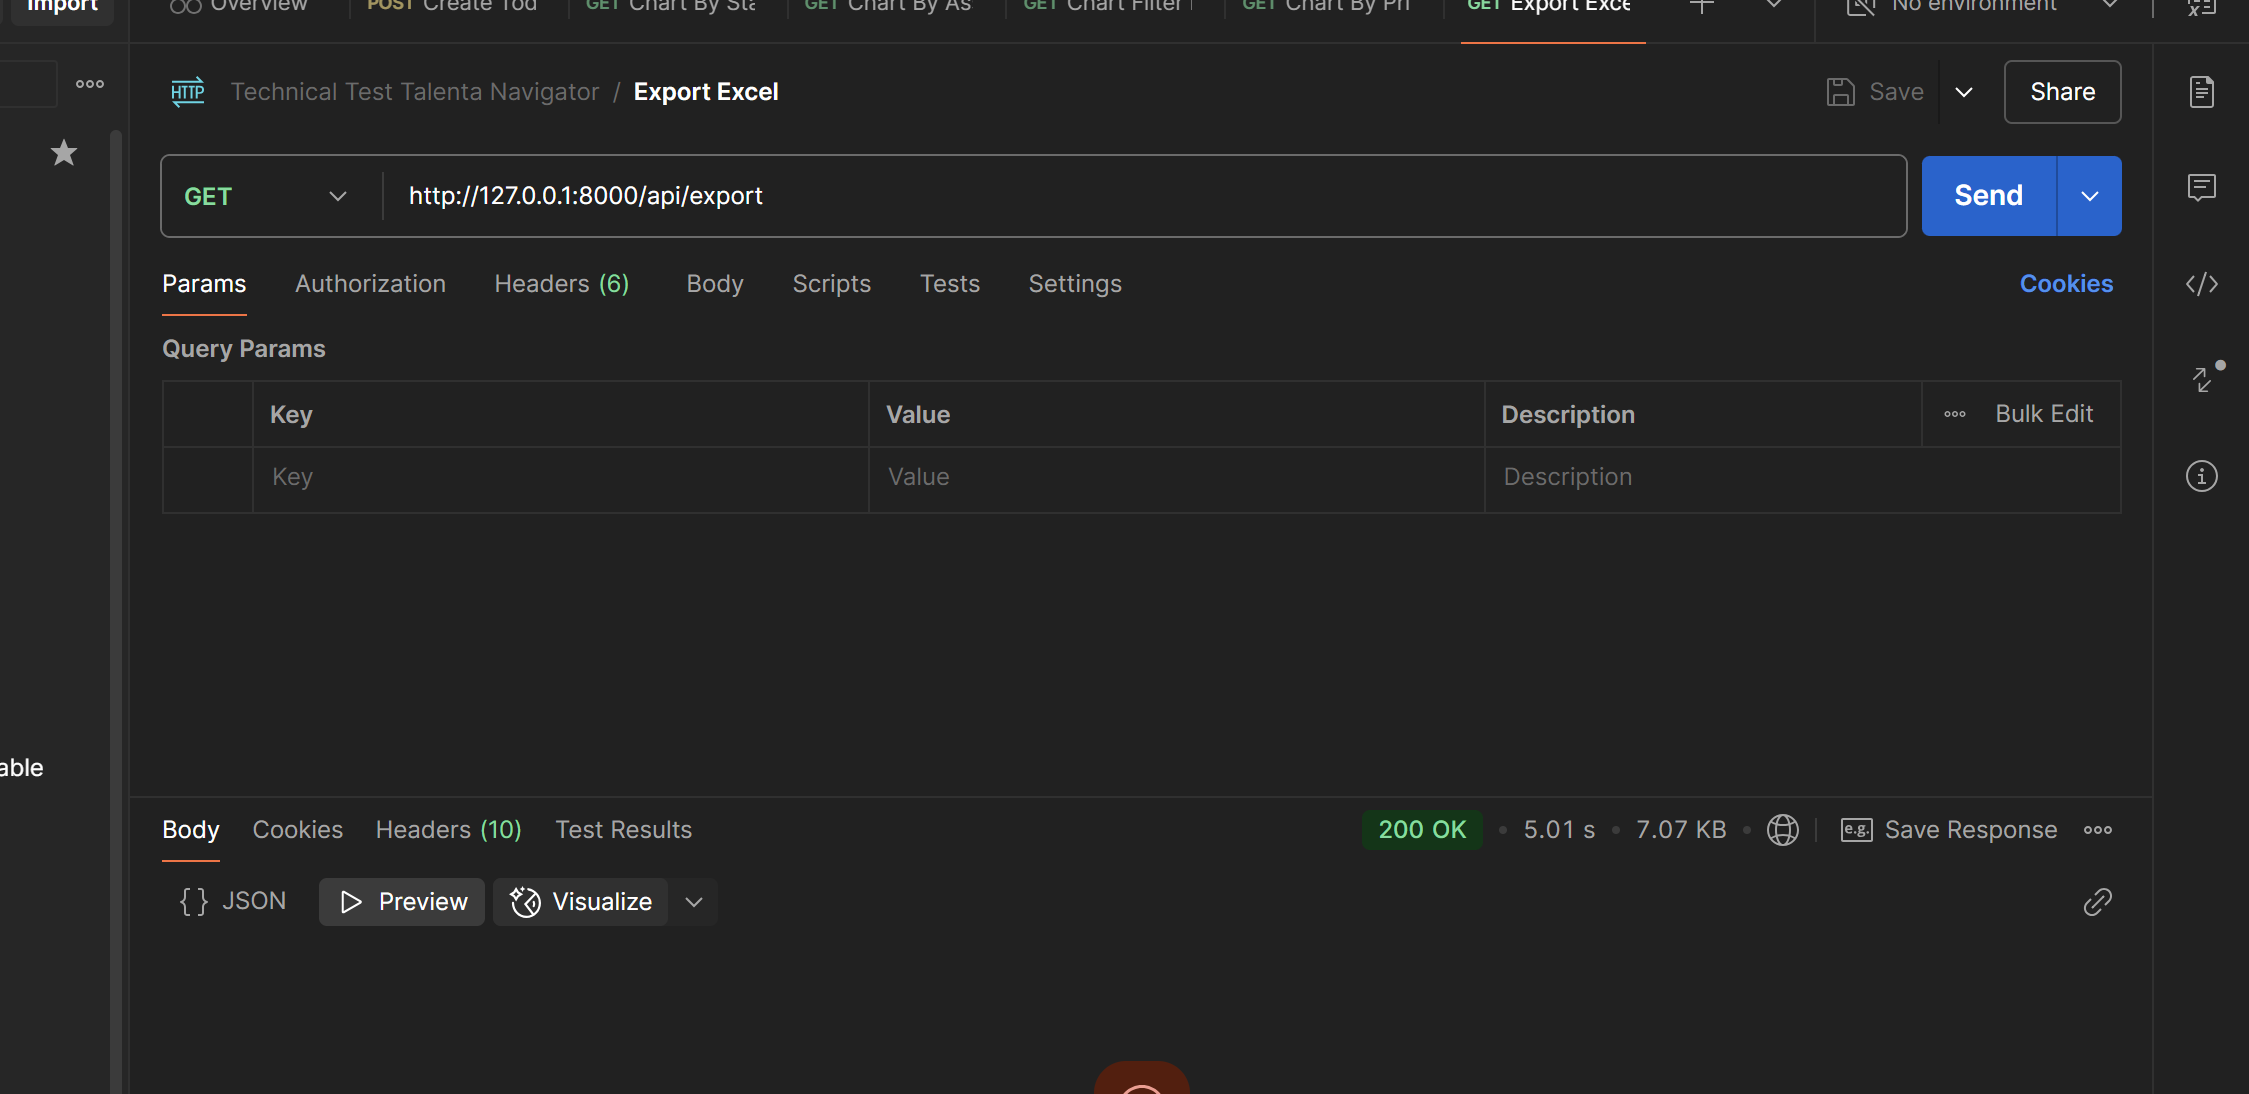 Import
Overview
POST Create Tod
GET Chart By Sta
GET Chart By As
GET Chart Filter
GET Chart By Pri
GET Export Exce
No environment
HTTP
Technical Test Talenta Navigator / Export Excel
Save
Share
GET
http://127.0.0.1:8000/api/export
Send
Params
Authorization
Headers (6)
Body
Scripts
Tests
Settings
Cookies
Query Params
Key
Value
Description
Bulk Edit
Key
Value
Description
able
Body
Cookies
Headers (10)
Test Results
200 OK
5.01 s
7.07 KB
e.g.
Save Response
{} JSON
Preview
Visualize